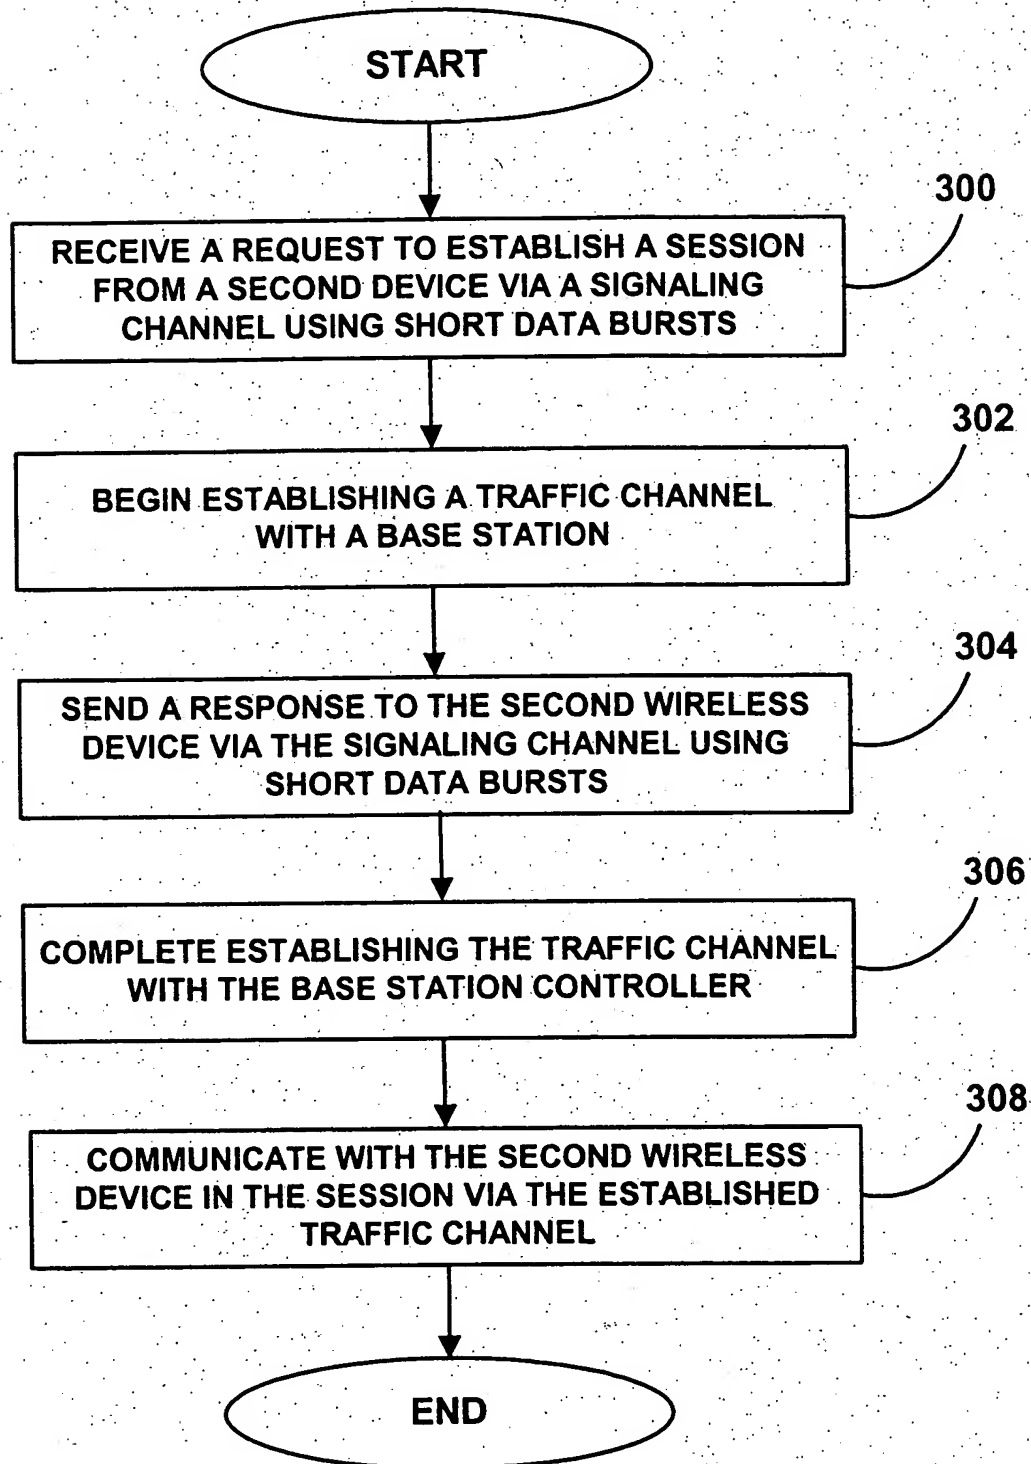 START
300
RECEIVE A REQUEST TO ESTABLISH A SESSION
FROM A SECOND DEVICE VIA A SIGNALING
CHANNEL USING SHORT DATA BURSTS
302
BEGIN ESTABLISHING A TRAFFIC CHANNEL
WITH A BASE STATION
304
SEND A RESPONSE TO THE SECOND WIRELESS
DEVICE VIA THE SIGNALING CHANNEL USING
SHORT DATA BURSTS
306
COMPLETE ESTABLISHING THE TRAFFIC CHANNEL
WITH THE BASE STATION CONTROLLER
308
COMMUNICATE WITH THE SECOND WIRELESS
DEVICE IN THE SESSION VIA THE ESTABLISHED
TRAFFIC CHANNEL
END